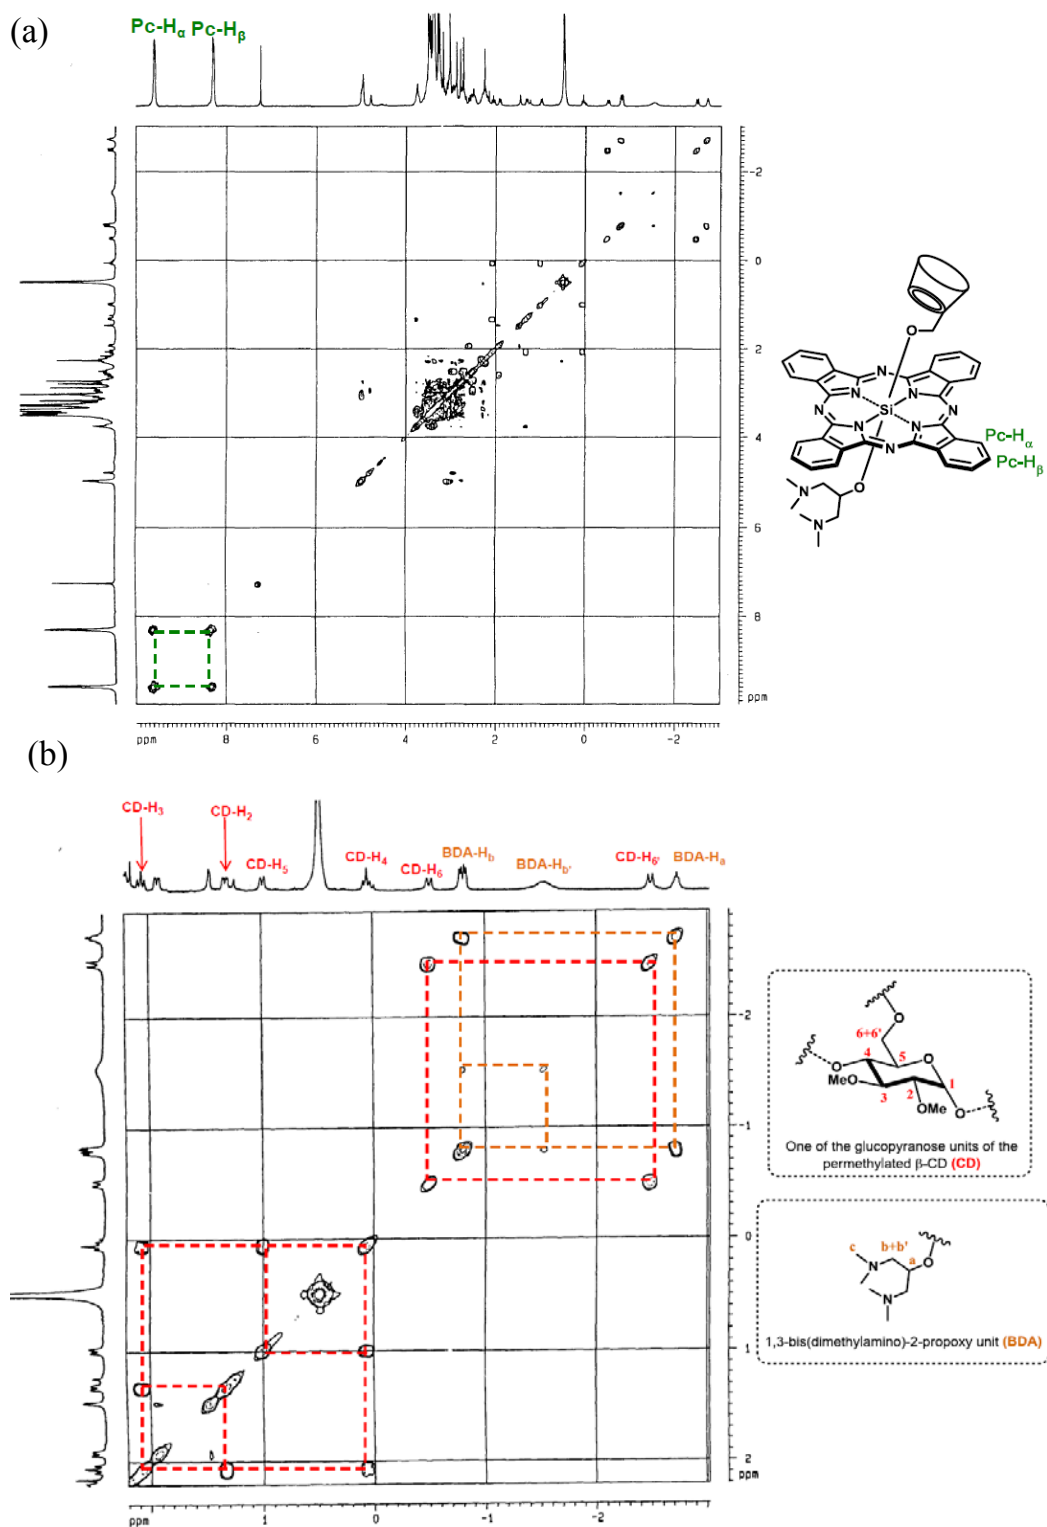 (a)
Pc-Hα Pc-Hβ
-2
0
2
4
6
8
ppm
ppm 8 6 4 2 0 -2
O
N N N
N N Si N N
N
Pc-Hα
Pc-Hβ
N O
N
(b)
CD-H3
CD-H2
CD-H5
CD-H4
CD-H6
BDA-Hb
BDA-Hb'
CD-H6'
BDA-Ha
-2
-1
0
1
2
ppm
ppm 1 0 -1 -2
O
6+6'
4 5 O
O
MeO
3 2 1
OMe O
One of the glucopyranose units of the
permethylated β-CD (CD)
c b+b'
N a O
N
1,3-bis(dimethylamino)-2-propoxy unit (BDA)